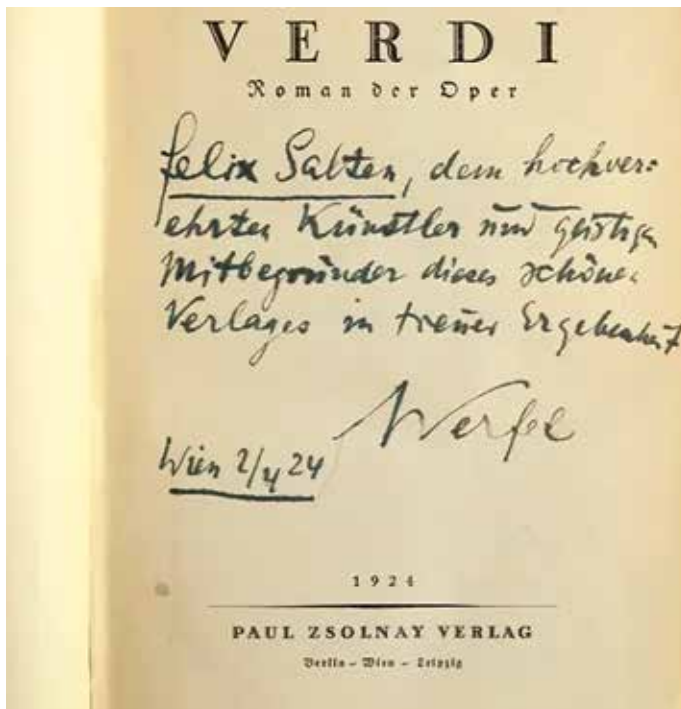 VERDI
Roman der Oper
Felix Salten, dem hochver-
ehrten Künstler und geistigen
Mitbegründer dieses schönen
Verlages in treuer Ergebenheit
Werfel
Wien 2/4 24
1924
PAUL ZSOLNAY VERLAG
Berlin – Wien – Leipzig